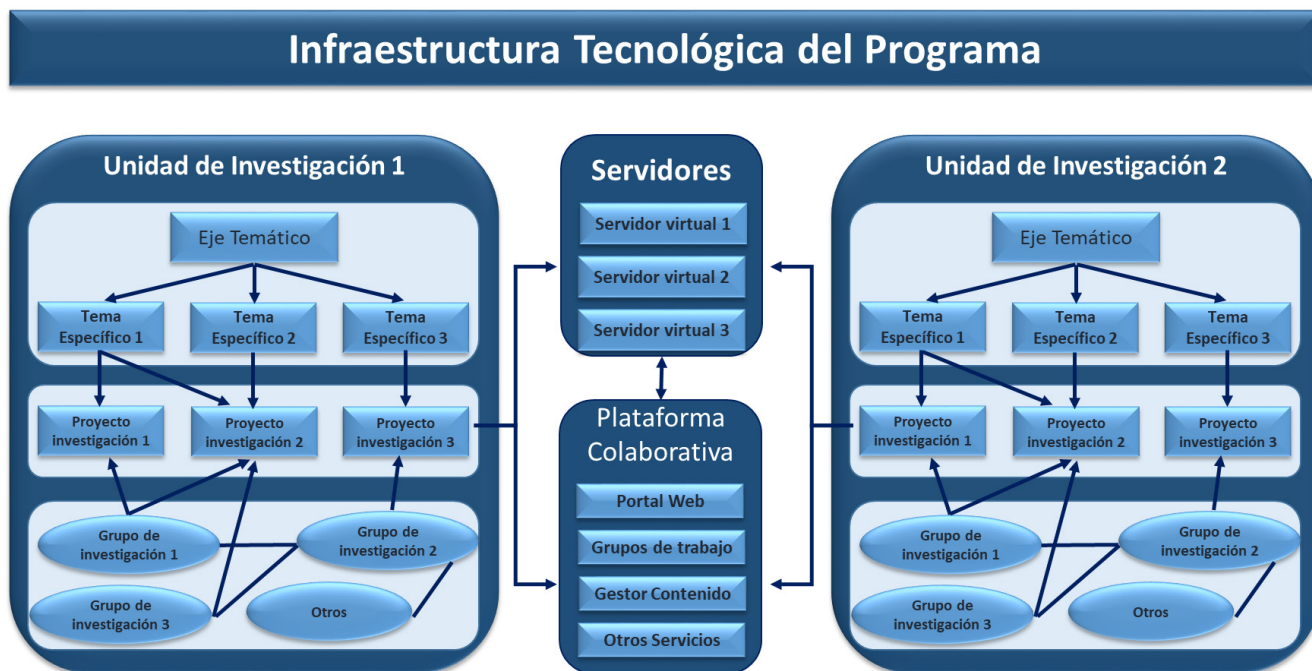 Infraestructura Tecnológica del Programa
Unidad de Investigación 1
Eje Temático
Tema
Específico 1
Tema
Específico 2
Tema
Específico 3
Proyecto
investigación 1
Proyecto
investigación 2
Proyecto
investigación 3
Grupo de
investigación 1
Grupo de
investigación 2
Grupo de
investigación 3
Otros
Servidores
Servidor virtual 1
Servidor virtual 2
Servidor virtual 3
Plataforma
Colaborativa
Portal Web
Grupos de trabajo
Gestor Contenido
Otros Servicios
Unidad de Investigación 2
Eje Temático
Tema
Específico 1
Tema
Específico 2
Tema
Específico 3
Proyecto
investigación 1
Proyecto
investigación 2
Proyecto
investigación 3
Grupo de
investigación 1
Grupo de
investigación 2
Grupo de
investigación 3
Otros